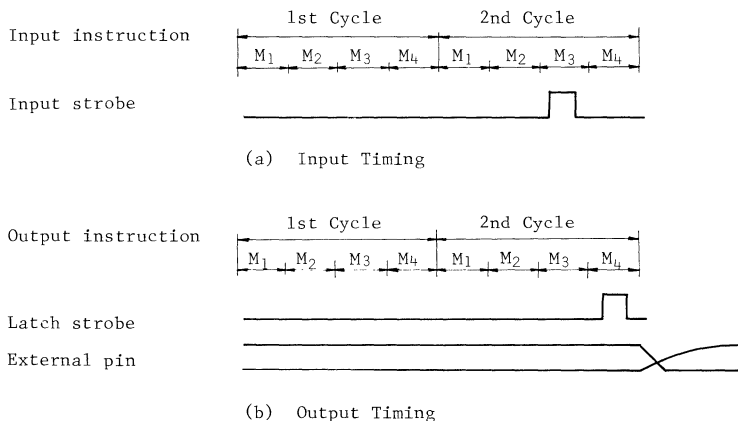 1st Cycle 2nd Cycle
Input instruction
M1 M2 M3 M4 M1 M2 M3 M4
Input strobe
(a) Input Timing
1st Cycle 2nd Cycle
Output instruction
M1 M2 M3 M4 M1 M2 M3 M4
Latch strobe
External pin
(b) Output Timing